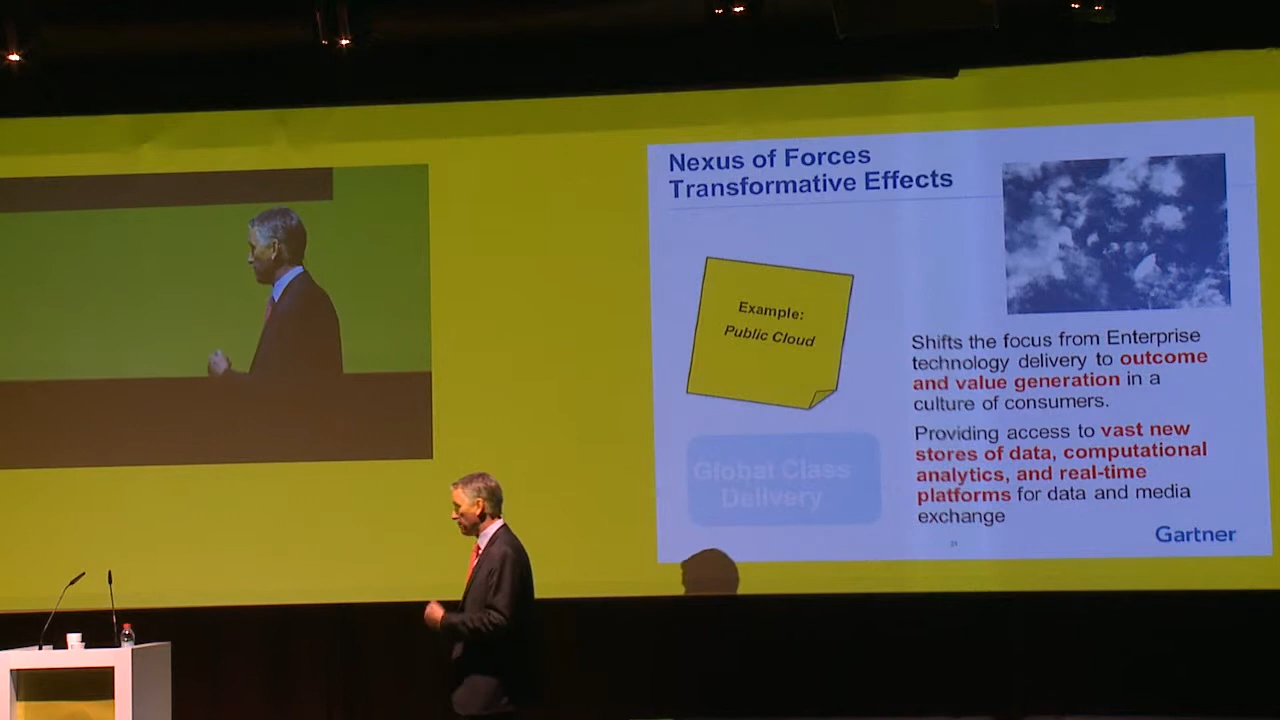 Nexus of Forces
Transformative Effects
Example:
Public Cloud
Global Class
Delivery
Shifts the focus from Enterprise
technology delivery to outcome
and value generation in a
culture of consumers.
Providing access to vast new
stores of data, computational
analytics, and real-time
platforms for data and media
exchange
Gartner